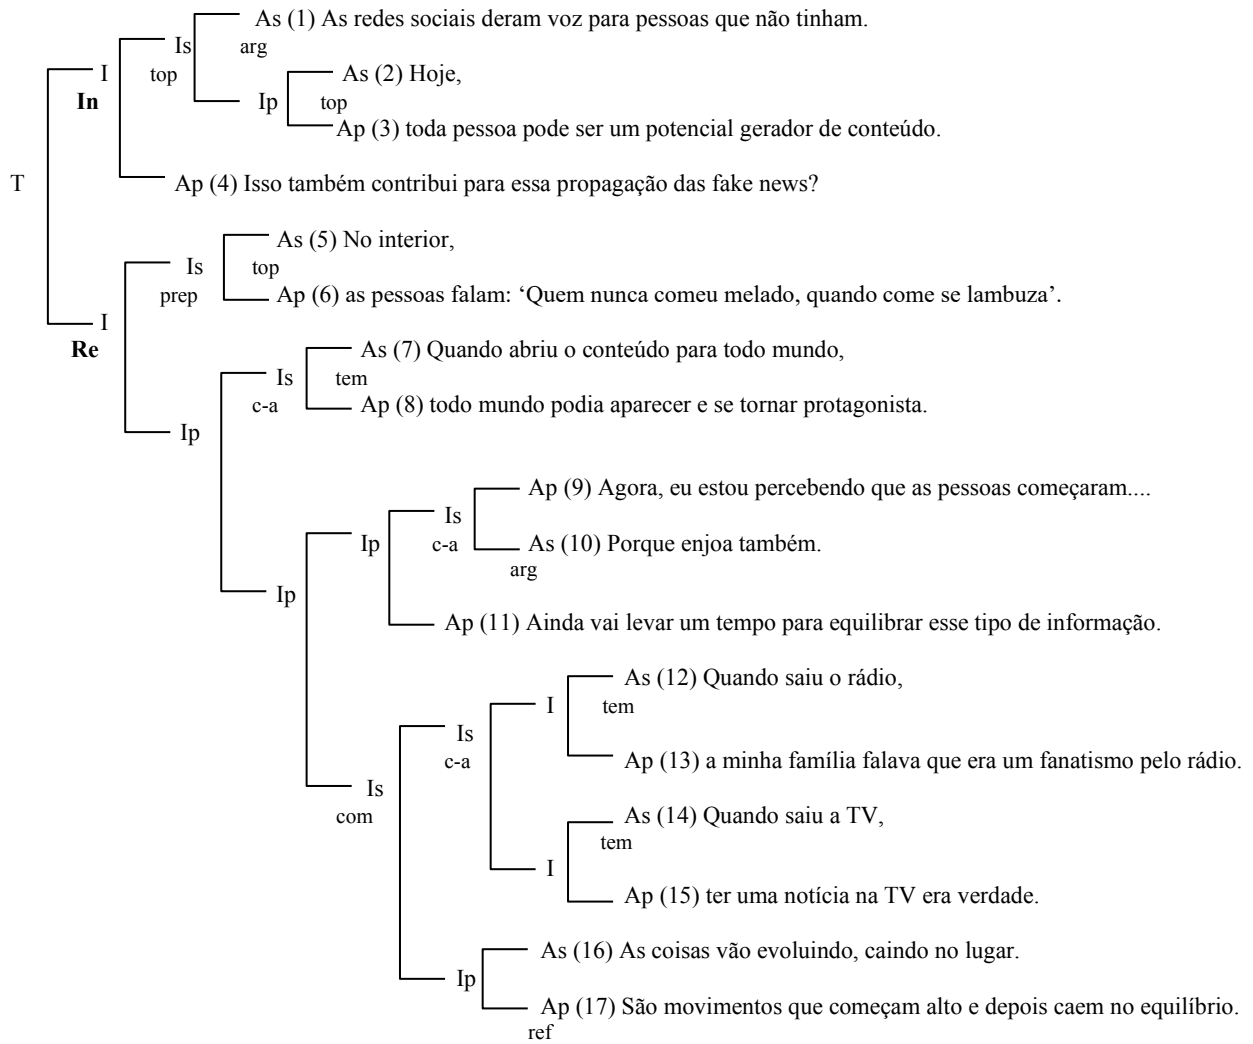 As (1) As redes sociais deram voz para pessoas que não tinham.
Is
arg
I
top
As (2) Hoje,
In
Ip
top
Ap (3) toda pessoa pode ser um potencial gerador de conteúdo.
T
Ap (4) Isso também contribui para essa propagação das fake news?
As (5) No interior,
Is
top
prep
Ap (6) as pessoas falam: ‘Quem nunca comeu melado, quando come se lambuza’.
I
Re
As (7) Quando abriu o conteúdo para todo mundo,
Is
tem
c-a
Ap (8) todo mundo podia aparecer e se tornar protagonista.
Ip
Ap (9) Agora, eu estou percebendo que as pessoas começaram....
Is
Ip
c-a
As (10) Porque enjoa também.
arg
Ip
Ap (11) Ainda vai levar um tempo para equilibrar esse tipo de informação.
As (12) Quando saiu o rádio,
I
tem
Is
c-a
Ap (13) a minha família falava que era um fanatismo pelo rádio.
Is
com
As (14) Quando saiu a TV,
tem
I
Ap (15) ter uma notícia na TV era verdade.
As (16) As coisas vão evoluindo, caindo no lugar.
Ip
Ap (17) São movimentos que começam alto e depois caem no equilíbrio.
ref